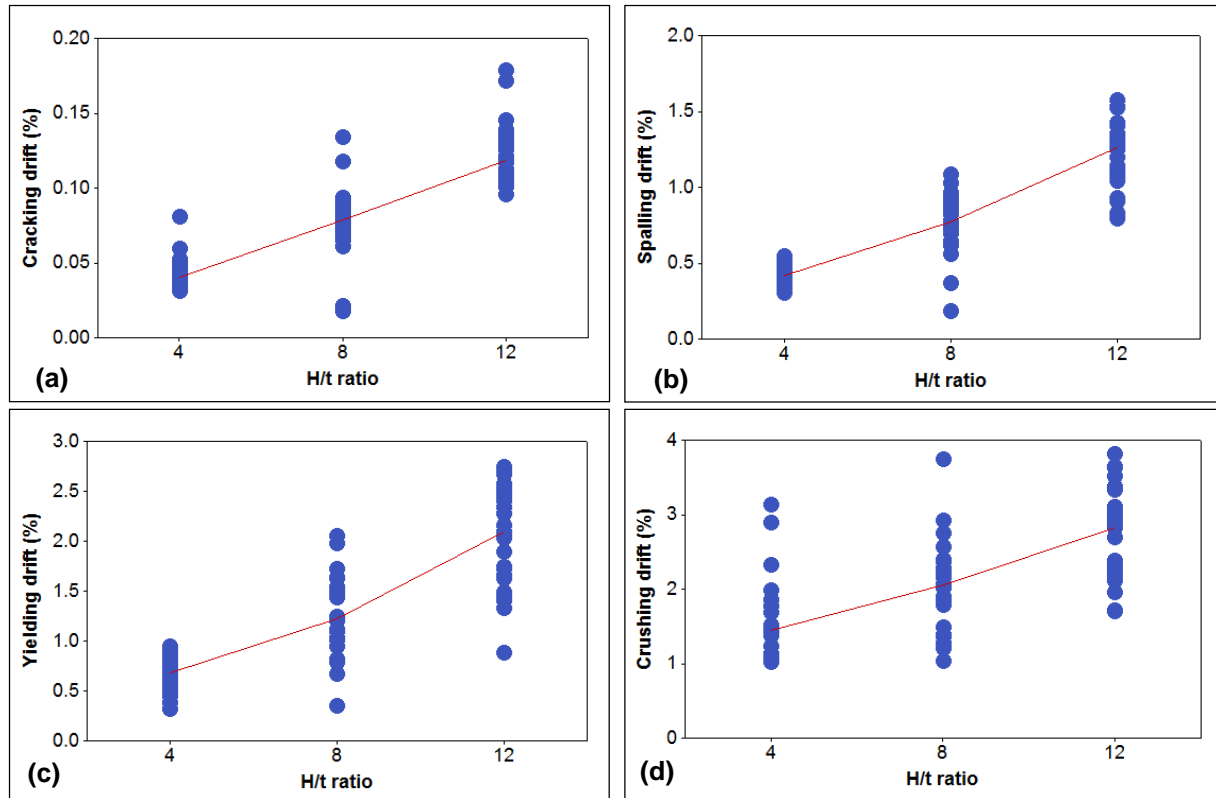 Cracking drift (%)
0.20
0.15
0.10
0.05
0.00
4 8 12
H/t ratio
(a)
Spalling drift (%)
2.0
1.5
1.0
0.5
0.0
4 8 12
H/t ratio
(b)
Yielding drift (%)
3.0
2.5
2.0
1.5
1.0
0.5
0.0
4 8 12
H/t ratio
(c)
Crushing drift (%)
4
3
2
1
0
4 8 12
H/t ratio
(d)